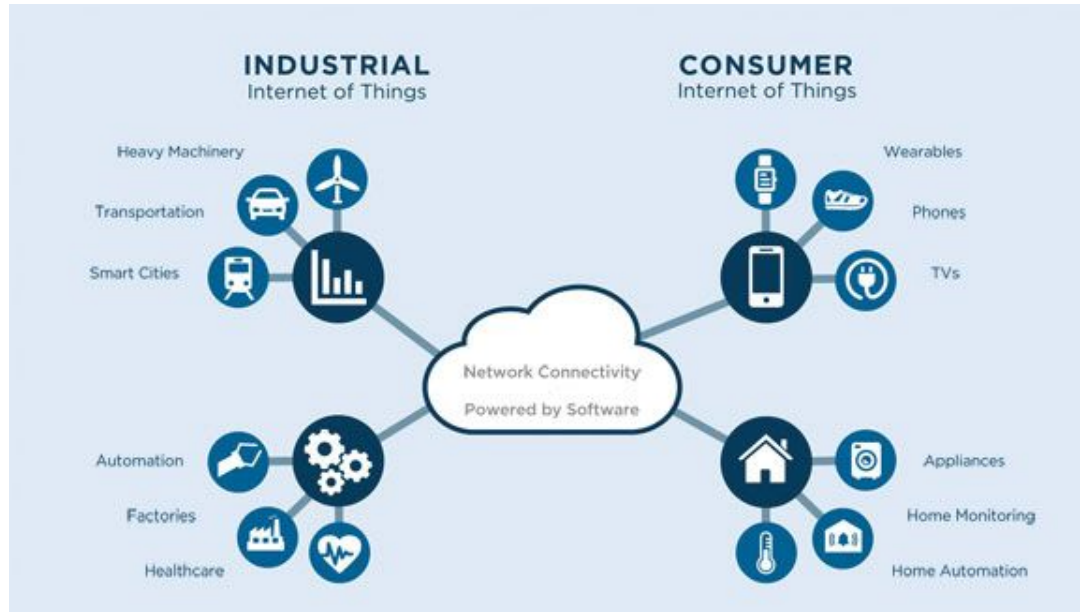 INDUSTRIAL
Internet of Things
Heavy Machinery
Transportation
Smart Cities
Automation
Factories
Healthcare
Network Connectivity
Powered by Software
CONSUMER
Internet of Things
Wearables
Phones
TVs
Appliances
Home Monitoring
Home Automation